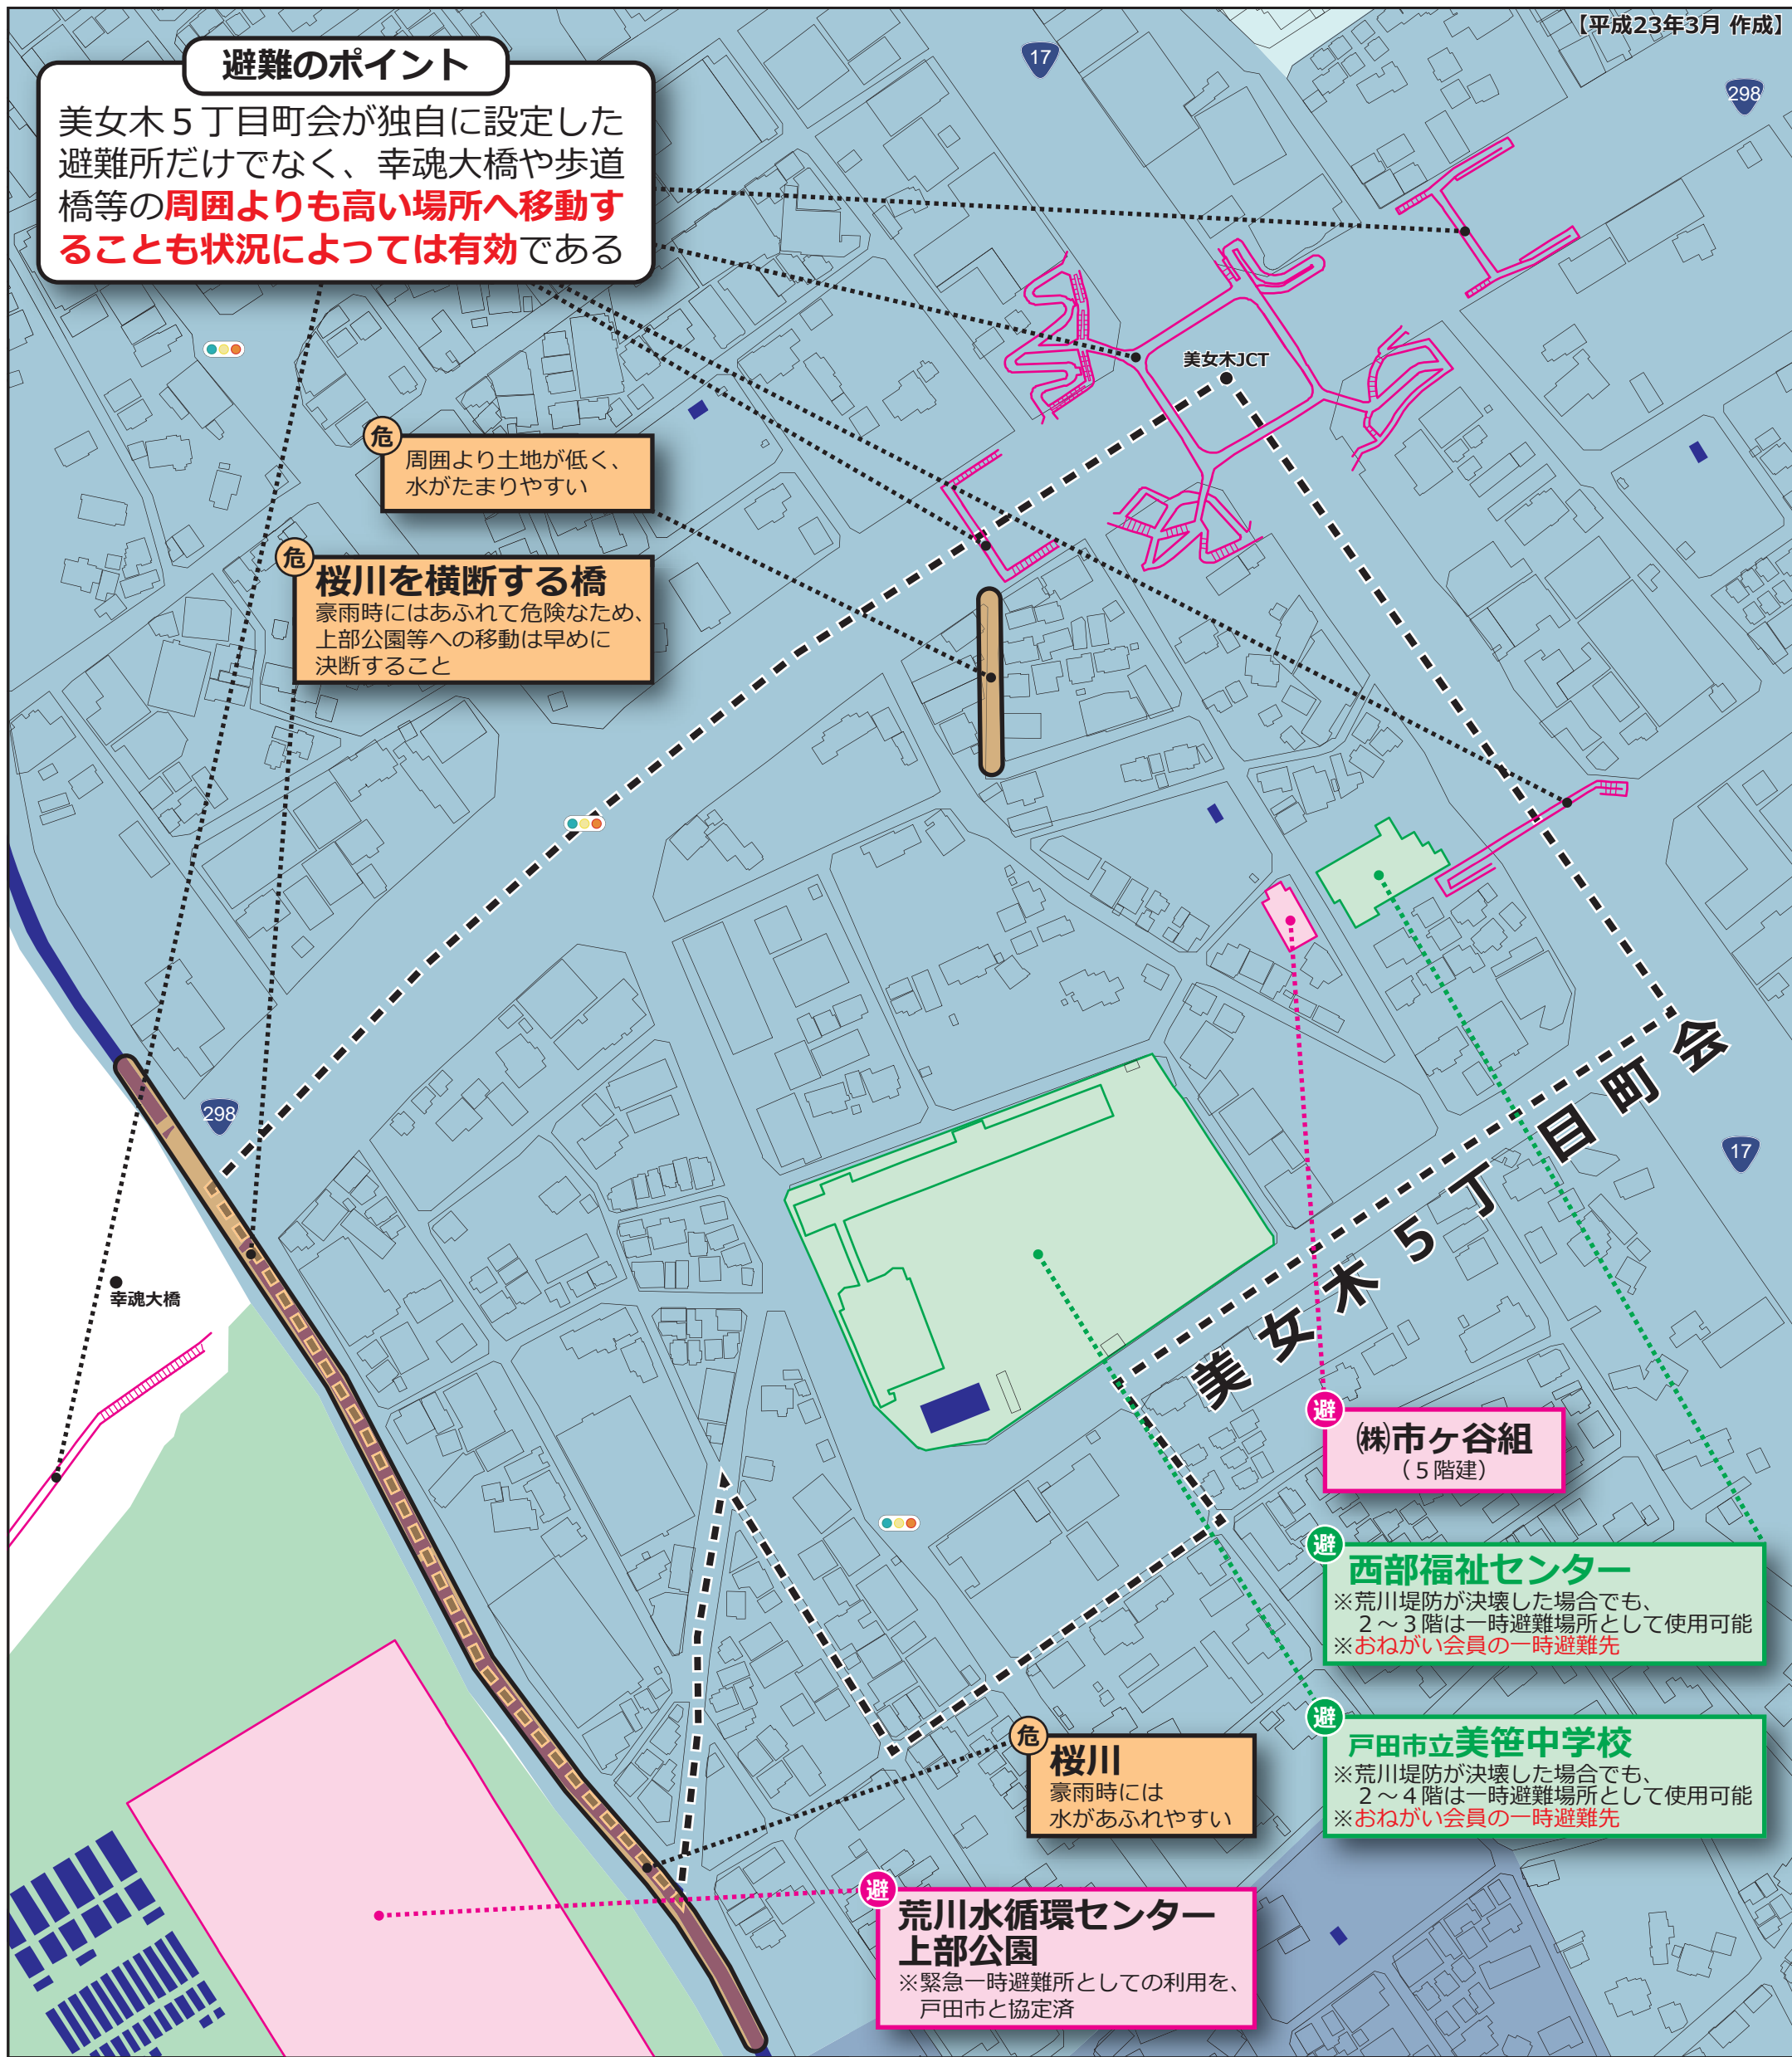 【平成23年3月 作成】
避難のポイント
美女木５丁目町会が独自に設定した
避難所だけでなく、幸魂大橋や歩道
橋等の周囲よりも高い場所へ移動す
ることも状況によっては有効である
17
298
美女木JCT
危
周囲より土地が低く、
水がたまりやすい
危
桜川を横断する橋
豪雨時にはあふれて危険なため、
上部公園等への移動は早めに
決断すること
298
17
幸魂大橋
美女木５丁目町会
避
㈱市ヶ谷組
（５階建）
避
西部福祉センター
※荒川堤防が決壊した場合でも、
２～３階は一時避難場所として使用可能
※おねがい会員の一時避難先
避
戸田市立美笹中学校
※荒川堤防が決壊した場合でも、
２～４階は一時避難場所として使用可能
※おねがい会員の一時避難先
危
桜川
豪雨時には
水があふれやすい
避
荒川水循環センター
上部公園
※緊急一時避難所としての利用を、
戸田市と協定済